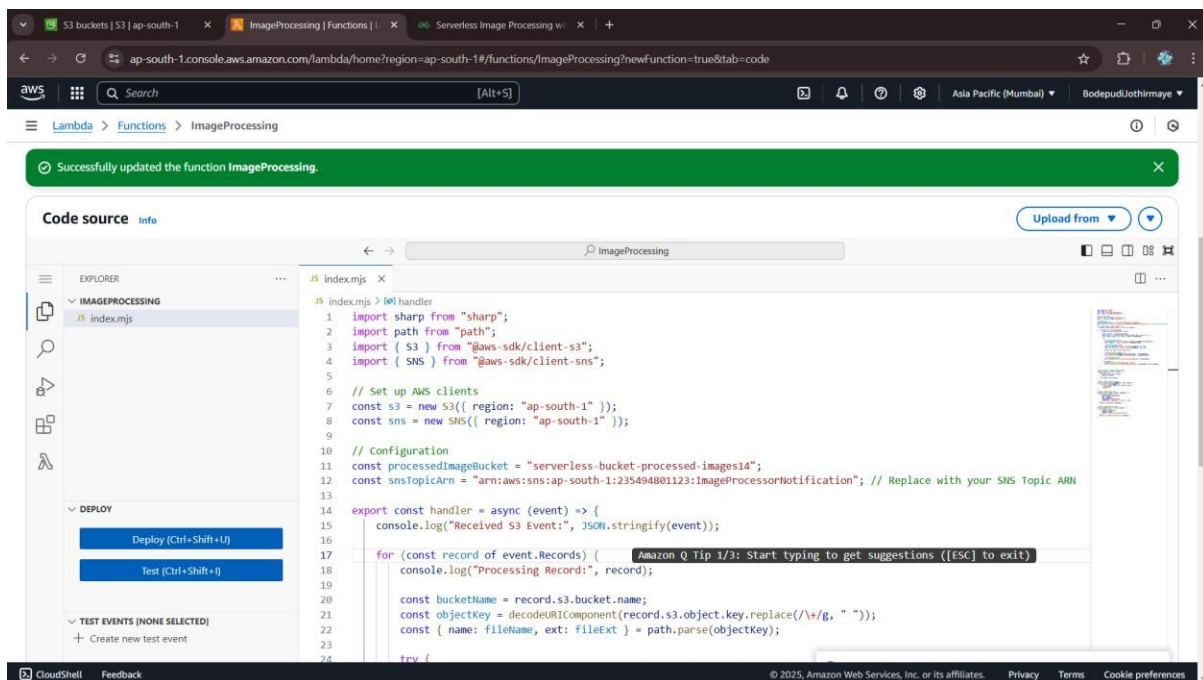 S3 buckets | S3 | ap-south-1
ImageProcessing | Functions | L
Serverless Image Processing wi
ap-south-1.console.aws.amazon.com/lambda/home?region=ap-south-1#/functions/ImageProcessing?newFunction=true&tab=code
aws Search [Alt+S] Asia Pacific (Mumbai) ▼ BodepudiJothirmaye ▼
Lambda > Functions > ImageProcessing
Successfully updated the function ImageProcessing.
Code source Info Upload from ▼
ImageProcessing
EXPLORER ... JS index.mjs ×
IMAGEPROCESSING
JS index.mjs
JS index.mjs > handler
1 import sharp from "sharp";
2 import path from "path";
3 import { S3 } from "@aws-sdk/client-s3";
4 import { SNS } from "@aws-sdk/client-sns";
5
6 // Set up AWS clients
7 const s3 = new S3({ region: "ap-south-1" });
8 const sns = new SNS({ region: "ap-south-1" });
9
10 // Configuration
11 const processedImageBucket = "serverless-bucket-processed-images14";
12 const snsTopicArn = "arn:aws:sns:ap-south-1:235494801123:ImageProcessorNotification"; // Replace with your SNS Topic ARN
13
14 export const handler = async (event) => {
15 console.log("Received S3 Event:", JSON.stringify(event));
16
17 for (const record of event.Records) { Amazon Q Tip 1/3: Start typing to get suggestions ([ESC] to exit)
18 console.log("Processing Record:", record);
19
20 const bucketName = record.s3.bucket.name;
21 const objectKey = decodeURIComponent(record.s3.object.key.replace(/\+/g, " "));
22 const { name: fileName, ext: fileExt } = path.parse(objectKey);
23
24 try {
DEPLOY
Deploy (Ctrl+Shift+U)
Test (Ctrl+Shift+I)
TEST EVENTS [NONE SELECTED]
+ Create new test event
CloudShell Feedback © 2025, Amazon Web Services, Inc. or its affiliates. Privacy Terms Cookie preferences